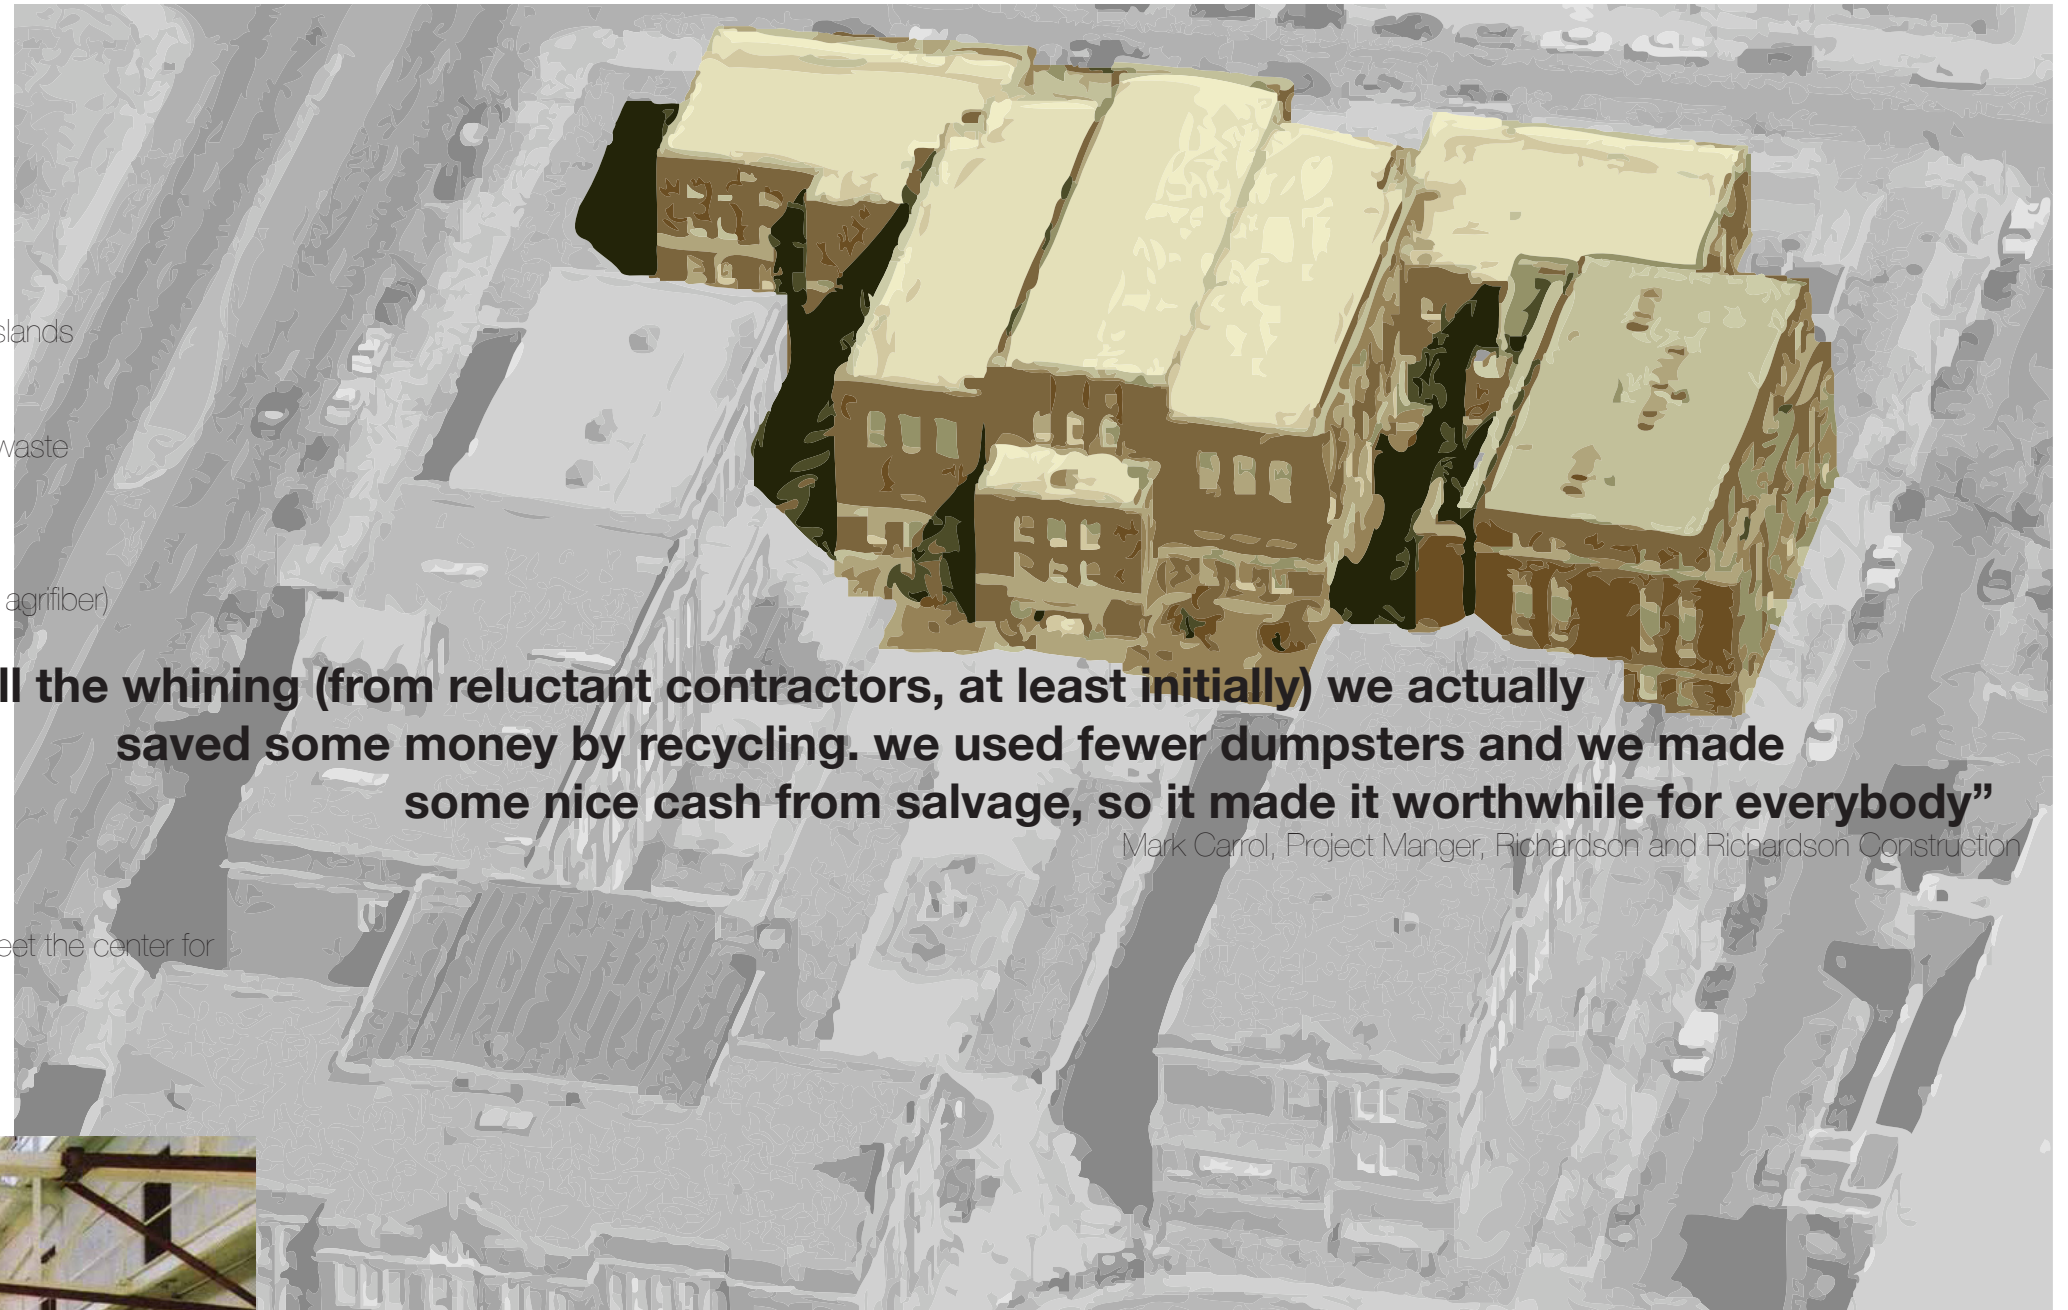 slands
waste
agrifiber)
ll the whining (from reluctant contractors, at least initially) we actually
saved some money by recycling. we used fewer dumpsters and we made
some nice cash from salvage, so it made it worthwhile for everybody”
Mark Carrol, Project Manger, Richardson and Richardson Construction
eet the center for